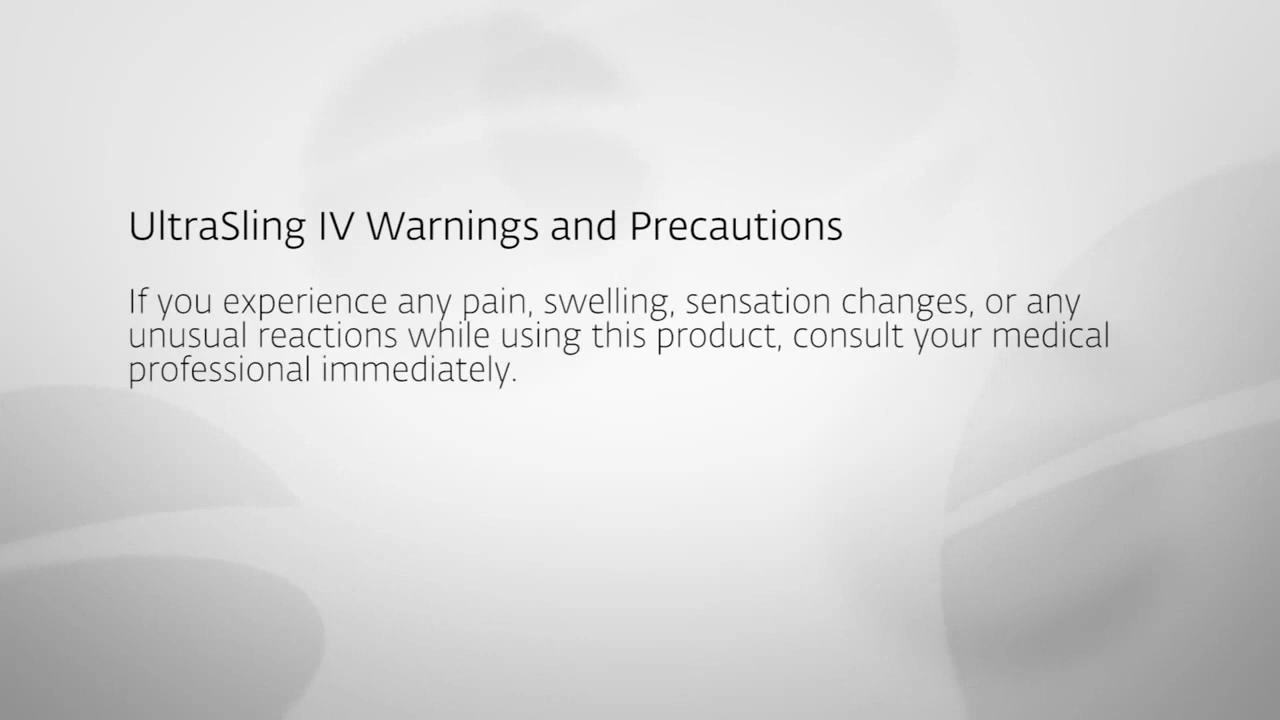 UltraSling IV Warnings and Precautions
If you experience any pain, swelling, sensation changes, or any
unusual reactions while using this product, consult your medical
professional immediately.